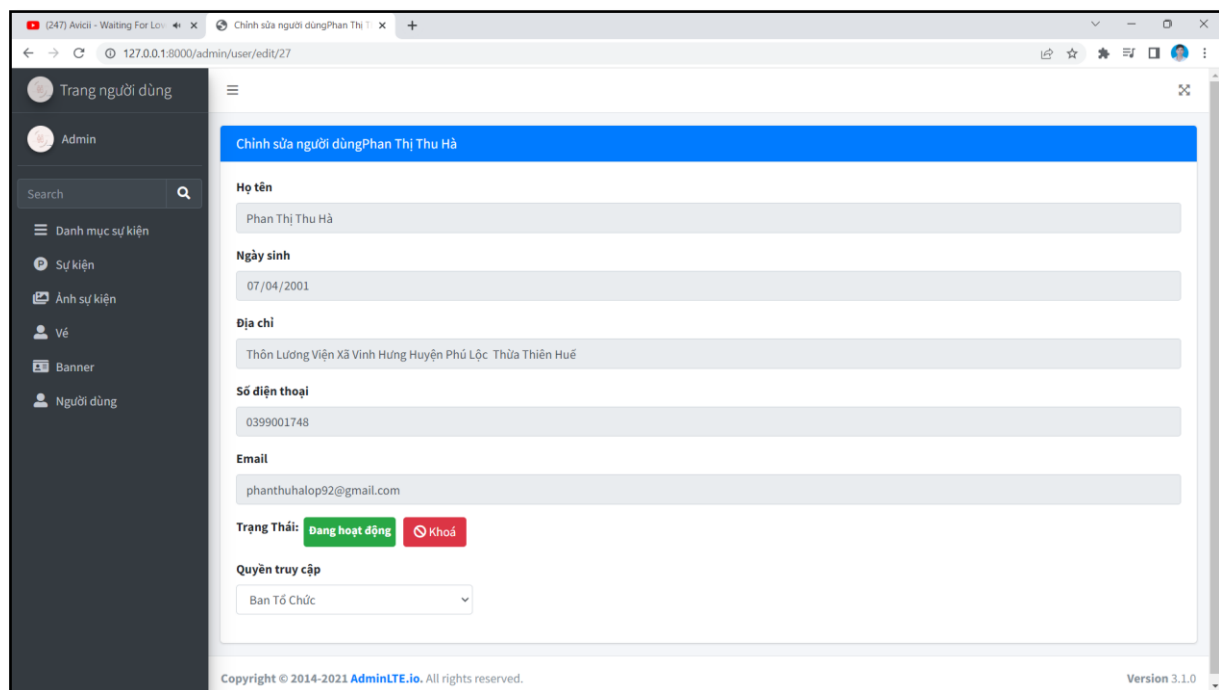 (247) Avicii - Waiting For Lov
Chỉnh sửa người dùngPhan Thị T
127.0.0.1:8000/admin/user/edit/27
Trang người dùng
Admin
Search
Danh mục sự kiện
Sự kiện
Ảnh sự kiện
Vé
Banner
Người dùng
Chỉnh sửa người dùngPhan Thị Thu Hà
Họ tên
Phan Thị Thu Hà
Ngày sinh
07/04/2001
Địa chỉ
Thôn Lương Viện Xã Vinh Hưng Huyện Phú Lộc Thừa Thiên Huế
Số điện thoại
0399001748
Email
phanthuhalop92@gmail.com
Trạng Thái: Đang hoạt động Khoá
Quyền truy cập
Ban Tổ Chức
Copyright © 2014-2021 AdminLTE.io. All rights reserved. Version 3.1.0